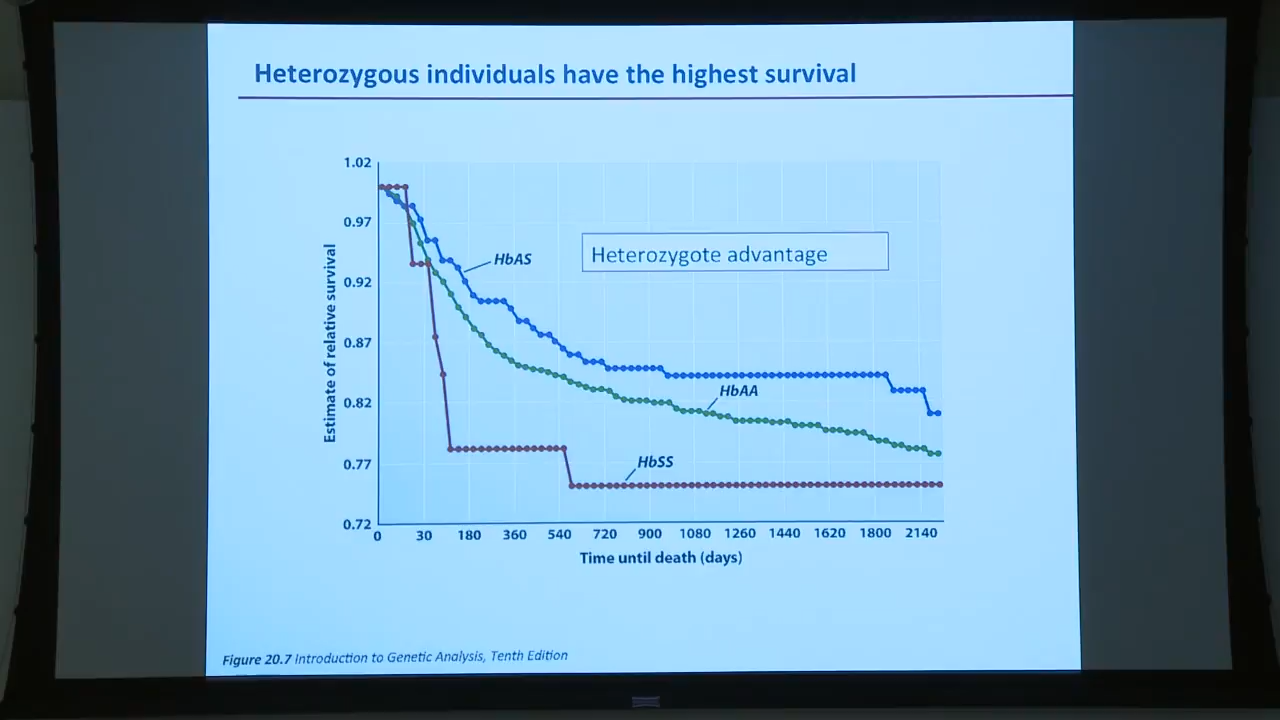 Heterozygous individuals have the highest survival
1.02
0.97
0.92
0.87
0.82
0.77
0.72
Estimate of relative survival
HbAS
Heterozygote advantage
HbAA
HbSS
0 30 180 360 540 720 900 1080 1260 1440 1620 1800 2140
Time until death (days)
Figure 20.7 Introduction to Genetic Analysis, Tenth Edition